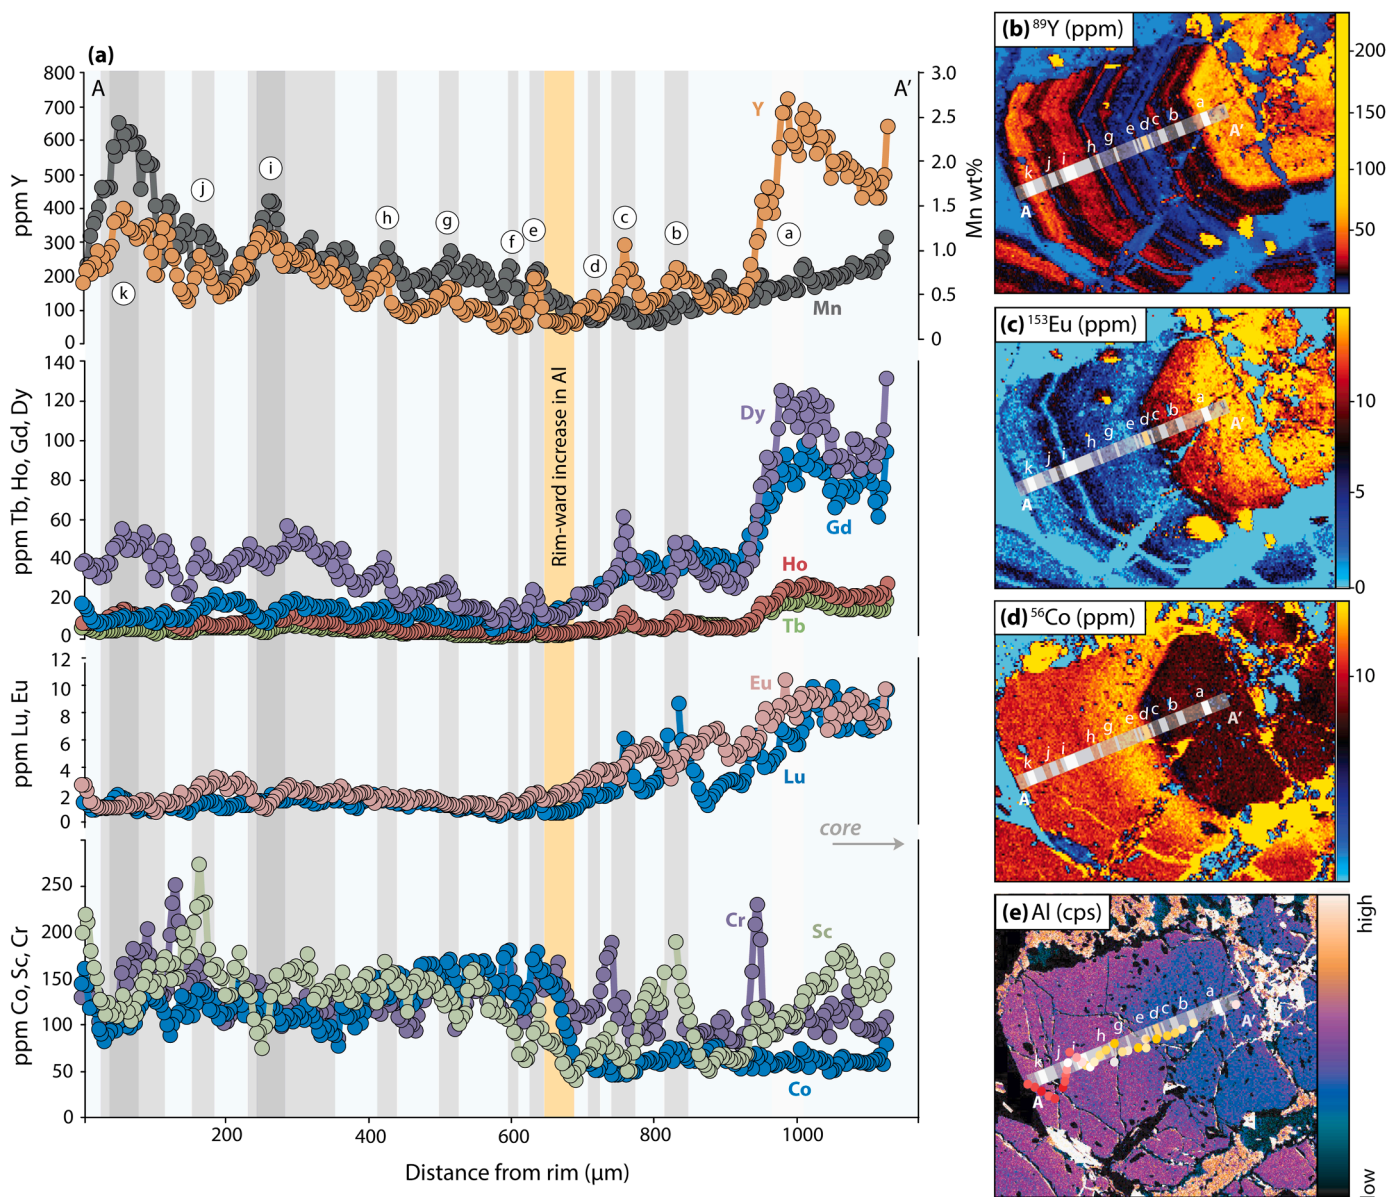 (a)
A
A'
800
700
600
500
400
300
200
100
0
ppm Y
3.0
2.5
2.0
1.5
1.0
0.5
0
Mn wt%
Y
Mn
k
j
i
h
g
f
e
d
c
b
a
140
120
100
80
60
40
20
0
ppm Tb, Ho, Gd, Dy
Dy
Gd
Ho
Tb
Rim-ward increase in Al
12
10
8
6
4
2
0
ppm Lu, Eu
Eu
Lu
core
250
200
150
100
50
0
ppm Co, Sc, Cr
Cr
Sc
Co
200
400
600
800
1000
Distance from rim (μm)
(b) ⁸⁹Y (ppm)
k j i h g e d c b a
A
A'
200
150
100
50
(c) ¹⁵³Eu (ppm)
k j i h g e d c b a
A
A'
10
5
0
(d) ⁵⁶Co (ppm)
k j i h g e d c b a
A
A'
10
(e) Al (cps)
k j i h g e d c b a
A
A'
high
low